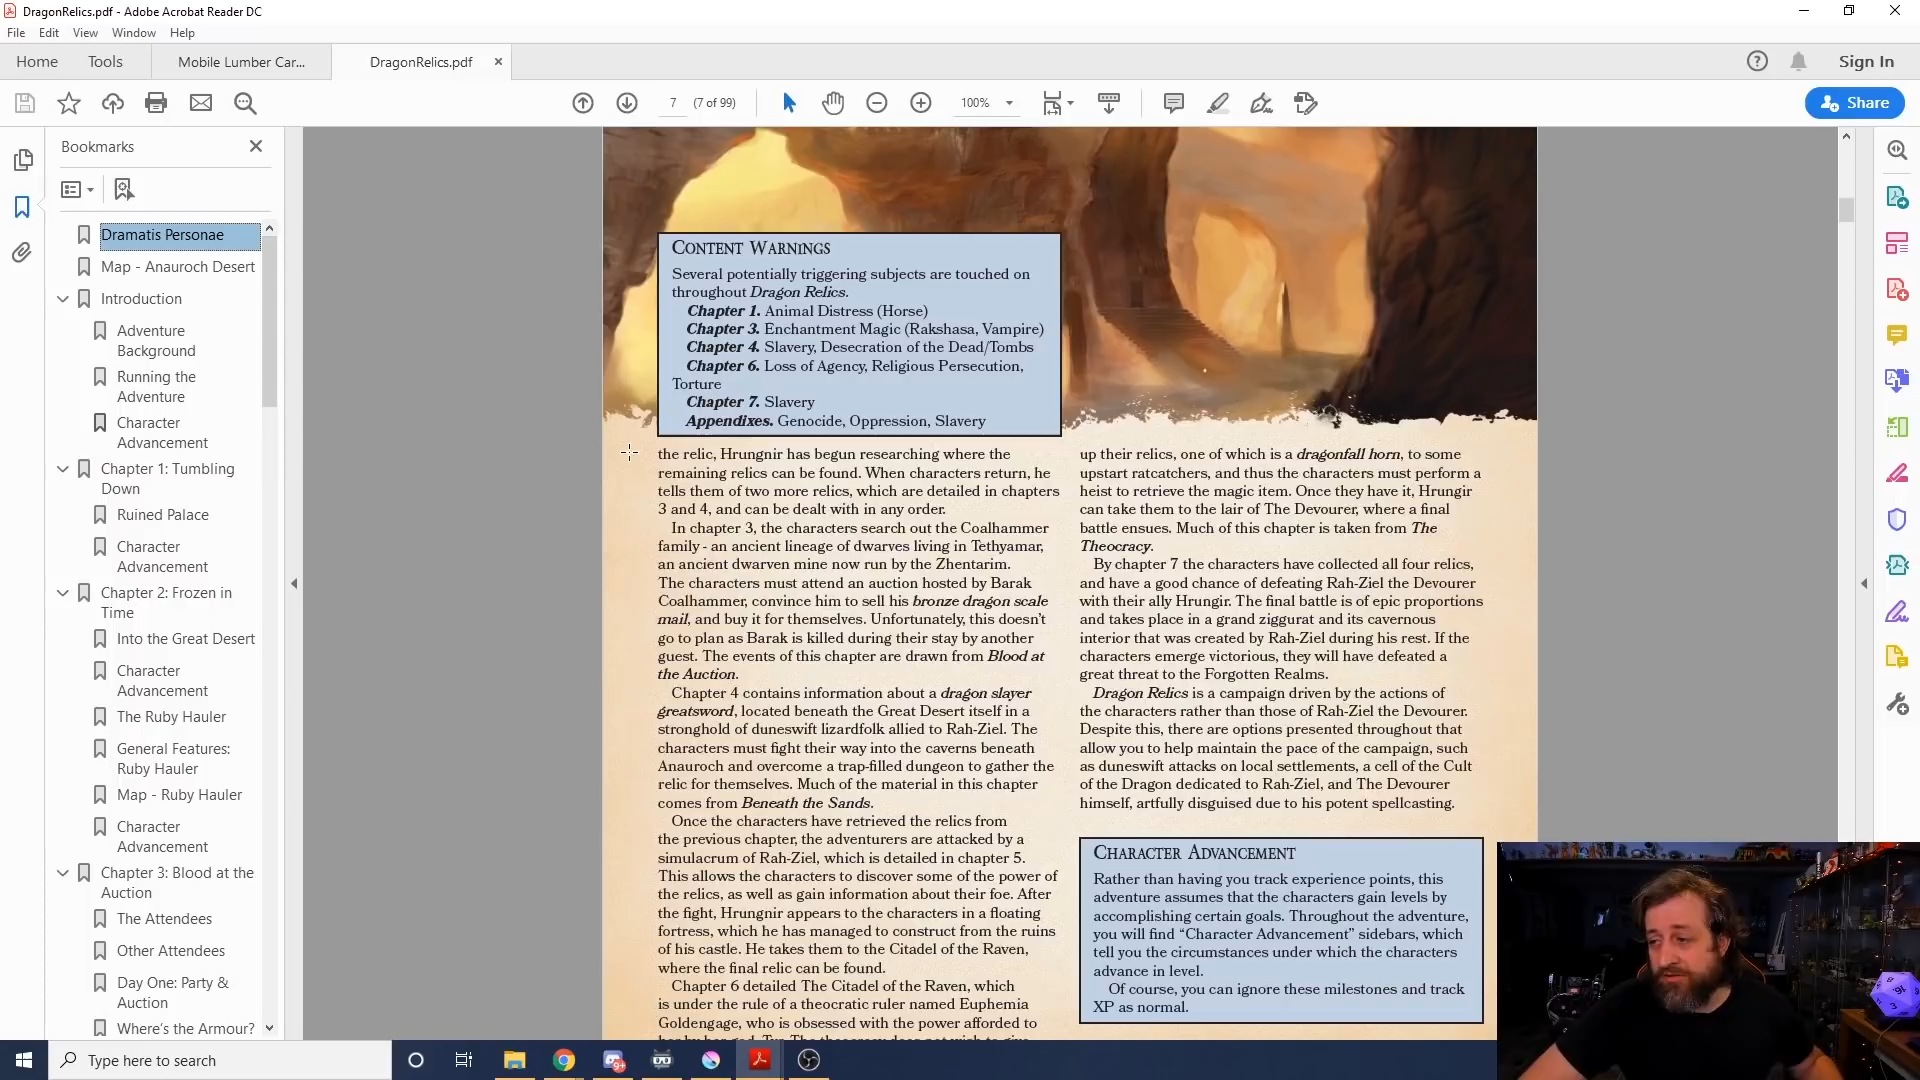 DragonRelics.pdf - Adobe Acrobat Reader DC
File Edit View Window Help
Home Tools Mobile Lumber Car... DragonRelics.pdf × Sign In
7 (7 of 99) 100% Share
Bookmarks
Dramatis Personae
Map - Anauroch Desert
Introduction
Adventure
Background
Running the
Adventure
Character
Advancement
Chapter 1: Tumbling
Down
Ruined Palace
Character
Advancement
Chapter 2: Frozen in
Time
Into the Great Desert
Character
Advancement
The Ruby Hauler
General Features:
Ruby Hauler
Map - Ruby Hauler
Character
Advancement
Chapter 3: Blood at the
Auction
The Attendees
Other Attendees
Day One: Party &
Auction
Where's the Armour?
Content Warnings
Several potentially triggering subjects are touched on
throughout Dragon Relics.
Chapter 1. Animal Distress (Horse)
Chapter 3. Enchantment Magic (Rakshasa, Vampire)
Chapter 4. Slavery, Desecration of the Dead/Tombs
Chapter 6. Loss of Agency, Religious Persecution,
Torture
Chapter 7. Slavery
Appendixes. Genocide, Oppression, Slavery
the relic, Hrungnir has begun researching where the
remaining relics can be found. When characters return, he
tells them of two more relics, which are detailed in chapters
3 and 4, and can be dealt with in any order.
In chapter 3, the characters search out the Coalhammer
family - an ancient lineage of dwarves living in Tethyamar,
an ancient dwarven mine now run by the Zhentarim.
The characters must attend an auction hosted by Barak
Coalhammer, convince him to sell his bronze dragon scale
mail, and buy it for themselves. Unfortunately, this doesn't
go to plan as Barak is killed during their stay by another
guest. The events of this chapter are drawn from Blood at
the Auction.
Chapter 4 contains information about a dragon slayer
greatsword, located beneath the Great Desert itself in a
stronghold of duneswift lizardfolk allied to Rah-Ziel. The
characters must fight their way into the caverns beneath
Anauroch and overcome a trap-filled dungeon to gather the
relic for themselves. Much of the material in this chapter
comes from Beneath the Sands.
Once the characters have retrieved the relics from
the previous chapter, the adventurers are attacked by a
simulacrum of Rah-Ziel, which is detailed in chapter 5.
This allows the characters to discover some of the power of
the relics, as well as gain information about their foe. After
the fight, Hrungnir appears to the characters in a floating
fortress, which he has managed to construct from the ruins
of his castle. He takes them to the Citadel of the Raven,
where the final relic can be found.
Chapter 6 detailed The Citadel of the Raven, which
is under the rule of a theocratic ruler named Euphemia
Goldengage, who is obsessed with the power afforded to
up their relics, one of which is a dragonfall horn, to some
upstart ratcatchers, and thus the characters must perform a
heist to retrieve the magic item. Once they have it, Hrungir
can take them to the lair of The Devourer, where a final
battle ensues. Much of this chapter is taken from The
Theocracy.
By chapter 7 the characters have collected all four relics,
and have a good chance of defeating Rah-Ziel the Devourer
with their ally Hrungir. The final battle is of epic proportions
and takes place in a grand ziggurat and its cavernous
interior that was created by Rah-Ziel during his rest. If the
characters emerge victorious, they will have defeated a
great threat to the Forgotten Realms.
Dragon Relics is a campaign driven by the actions of
the characters rather than those of Rah-Ziel the Devourer.
Despite this, there are options presented throughout that
allow you to help maintain the pace of the campaign, such
as duneswift attacks on local settlements, a cell of the Cult
of the Dragon dedicated to Rah-Ziel, and The Devourer
himself, artfully disguised due to his potent spellcasting.
Character Advancement
Rather than having you track experience points, this
adventure assumes that the characters gain levels by
accomplishing certain goals. Throughout the adventure,
you will find “Character Advancement” sidebars, which
tell you the circumstances under which the characters
advance in level.
Of course, you can ignore these milestones and track
XP as normal.
Type here to search